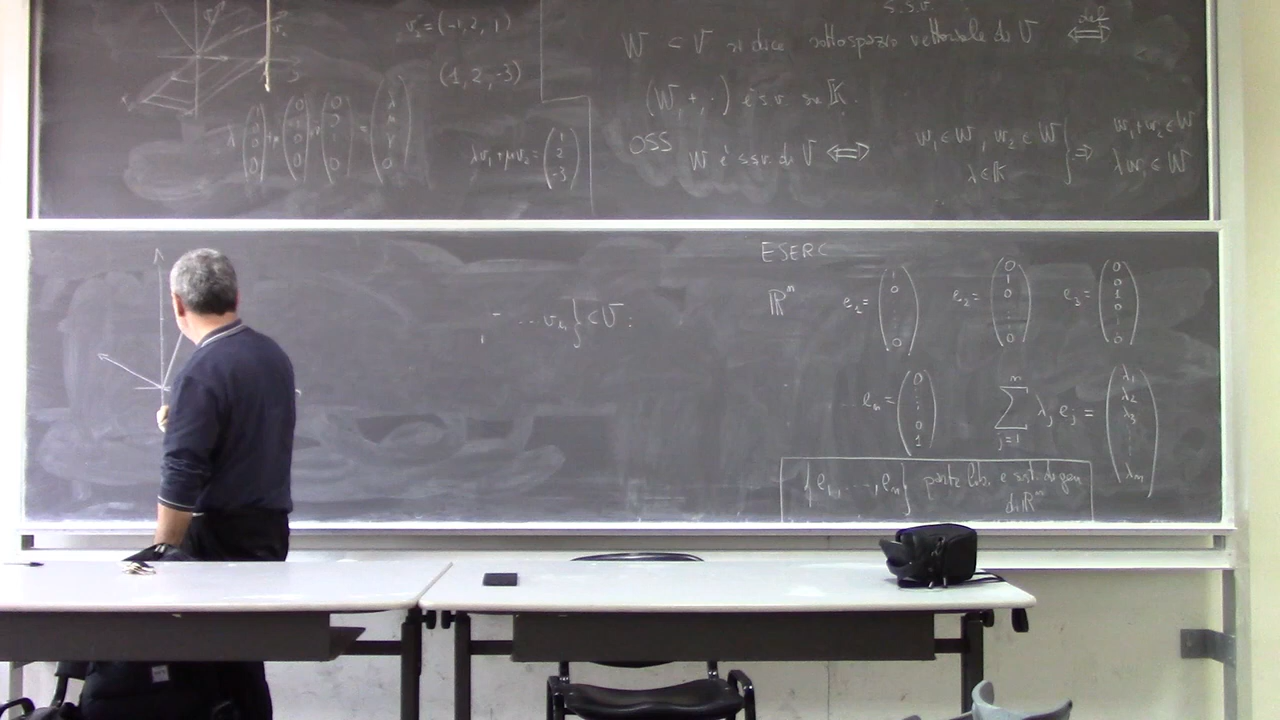 v₂ = (-1, 2, 1)
(1, 2, -3)
λv₁ + μv₂ = (1 2 -3)
s.s.v.
W ⊂ V si dice sottospazio vettoriale di V ⟺ def
(W, +, ·) è s.v. su K.
OSS W è s.s.v. di V ⟺ w₁ ∈ W, w₂ ∈ W λ ∈ K } ⇒ w₁ + w₂ ∈ W λ w₁ ∈ W
ESERC
ℝⁿ e₁ = (1 0 ⋮ 0) e₂ = (0 1 0 ⋮ 0) e₃ = (0 0 1 0 ⋮ 0)
} ⊂ V :
eₙ = (0 ⋮ 0 1) ∑ⱼ₌₁ⁿ λⱼ eⱼ = (λ₁ λ₂ λ₃ ⋮ λₙ)
{e₁, ..., eₙ} parte lib. e sist. di gen
di ℝⁿ